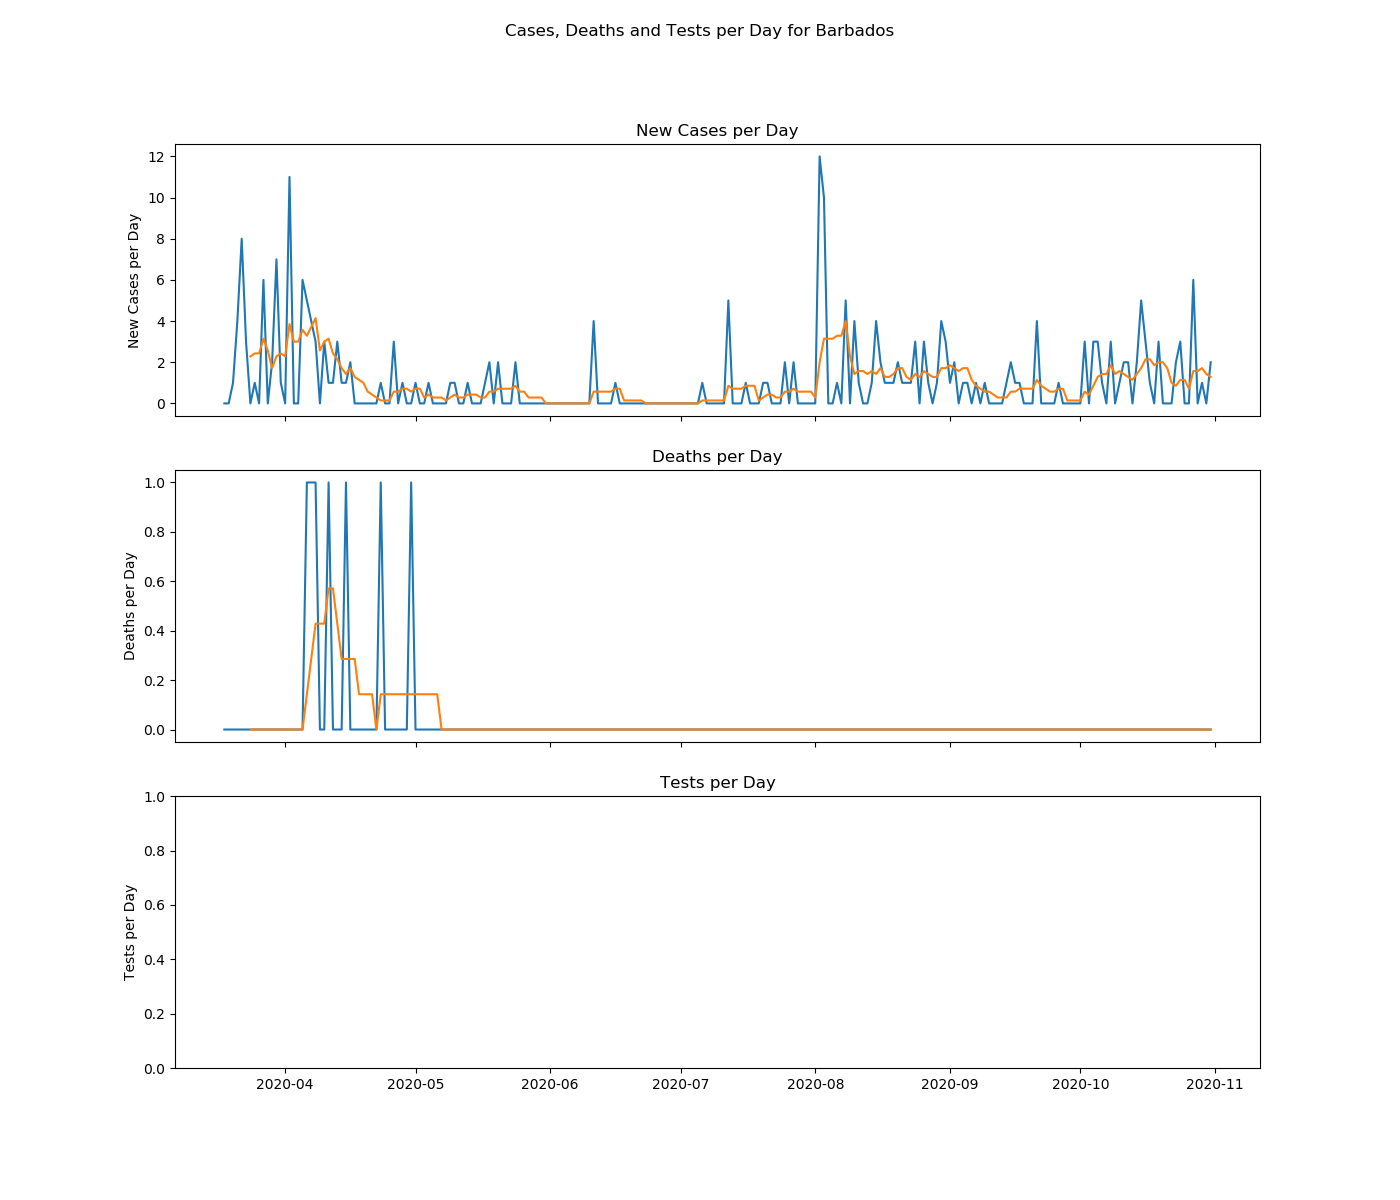 Cases, Deaths and Tests per Day for Barbados
New Cases per Day
New Cases per Day
12
10
8
6
4
2
0
Deaths per Day
Deaths per Day
1.0
0.8
0.6
0.4
0.2
0.0
Tests per Day
Tests per Day
1.0
0.8
0.6
0.4
0.2
0.0
2020-04 2020-05 2020-06 2020-07 2020-08 2020-09 2020-10 2020-11